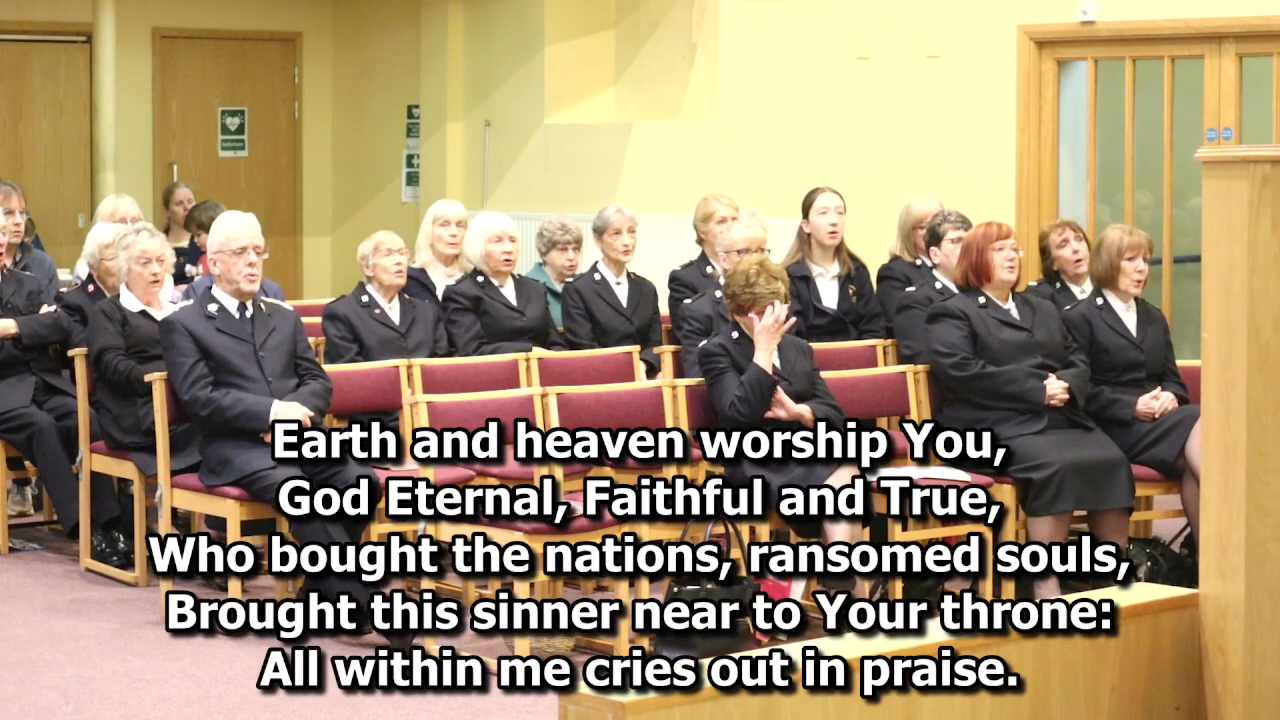 Earth and heaven worship You,
God Eternal, Faithful and True,
Who bought the nations, ransomed souls,
Brought this sinner near to Your throne:
All within me cries out in praise.